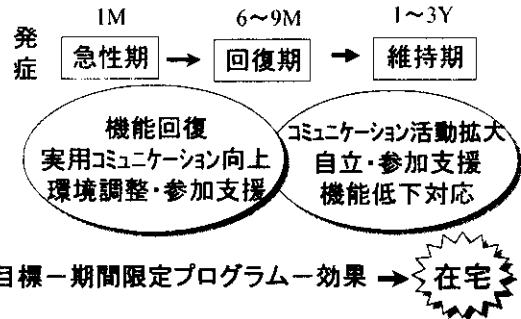 1M 6～9M 1～3Y
発症 急性期 → 回復期 → 維持期
機能回復
実用コミュニケーション向上
環境調整・参加支援
コミュニケーション活動拡大
自立・参加支援
機能低下対応
目標－期間限定プログラム－効果 → 在宅